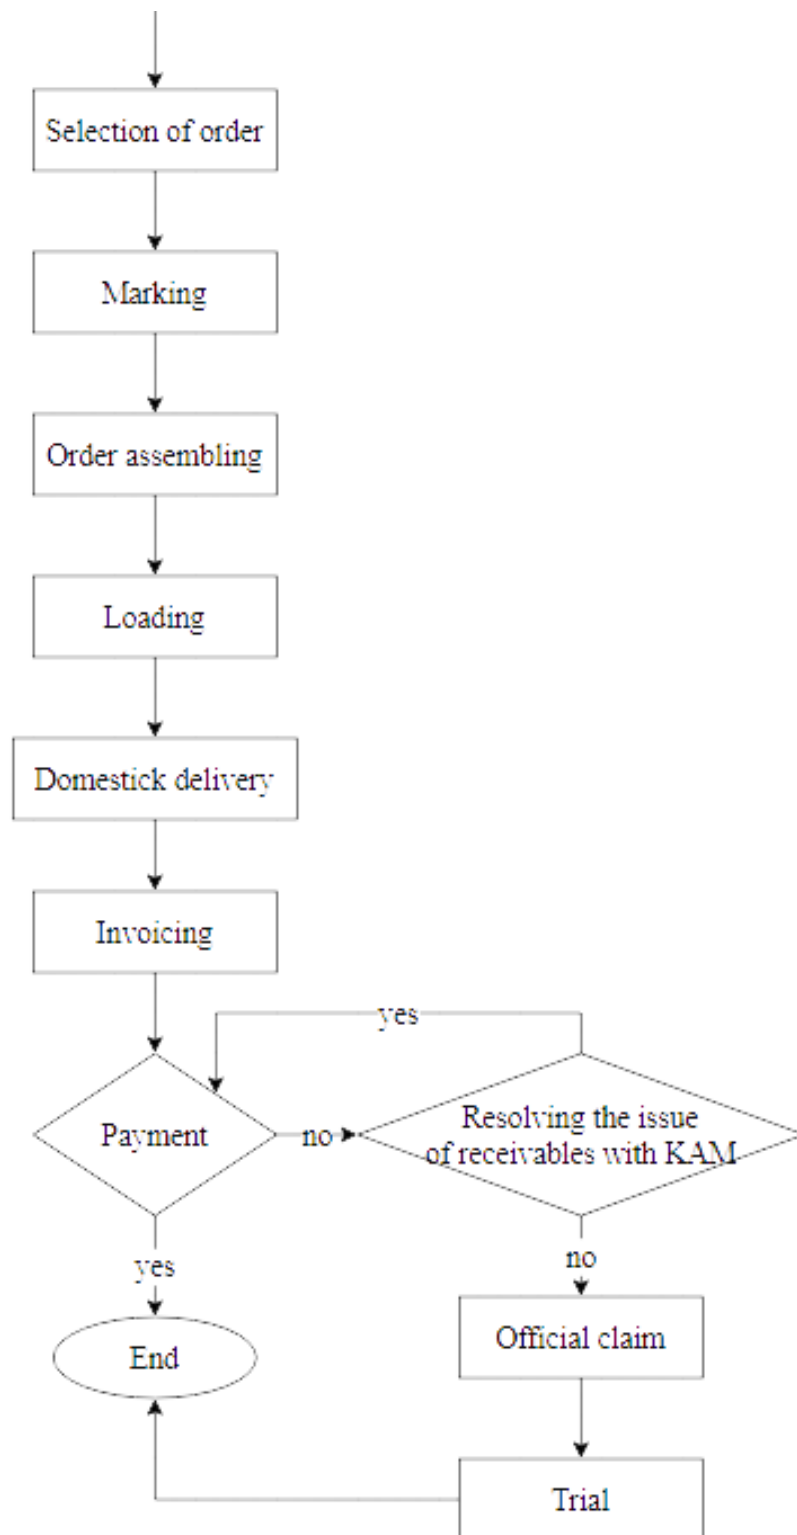 Selection of order
Marking
Order assembling
Loading
Domestick delivery
Invoicing
yes
Payment
no
Resolving the issue
of receivables with KAM
yes
no
End
Official claim
Trial